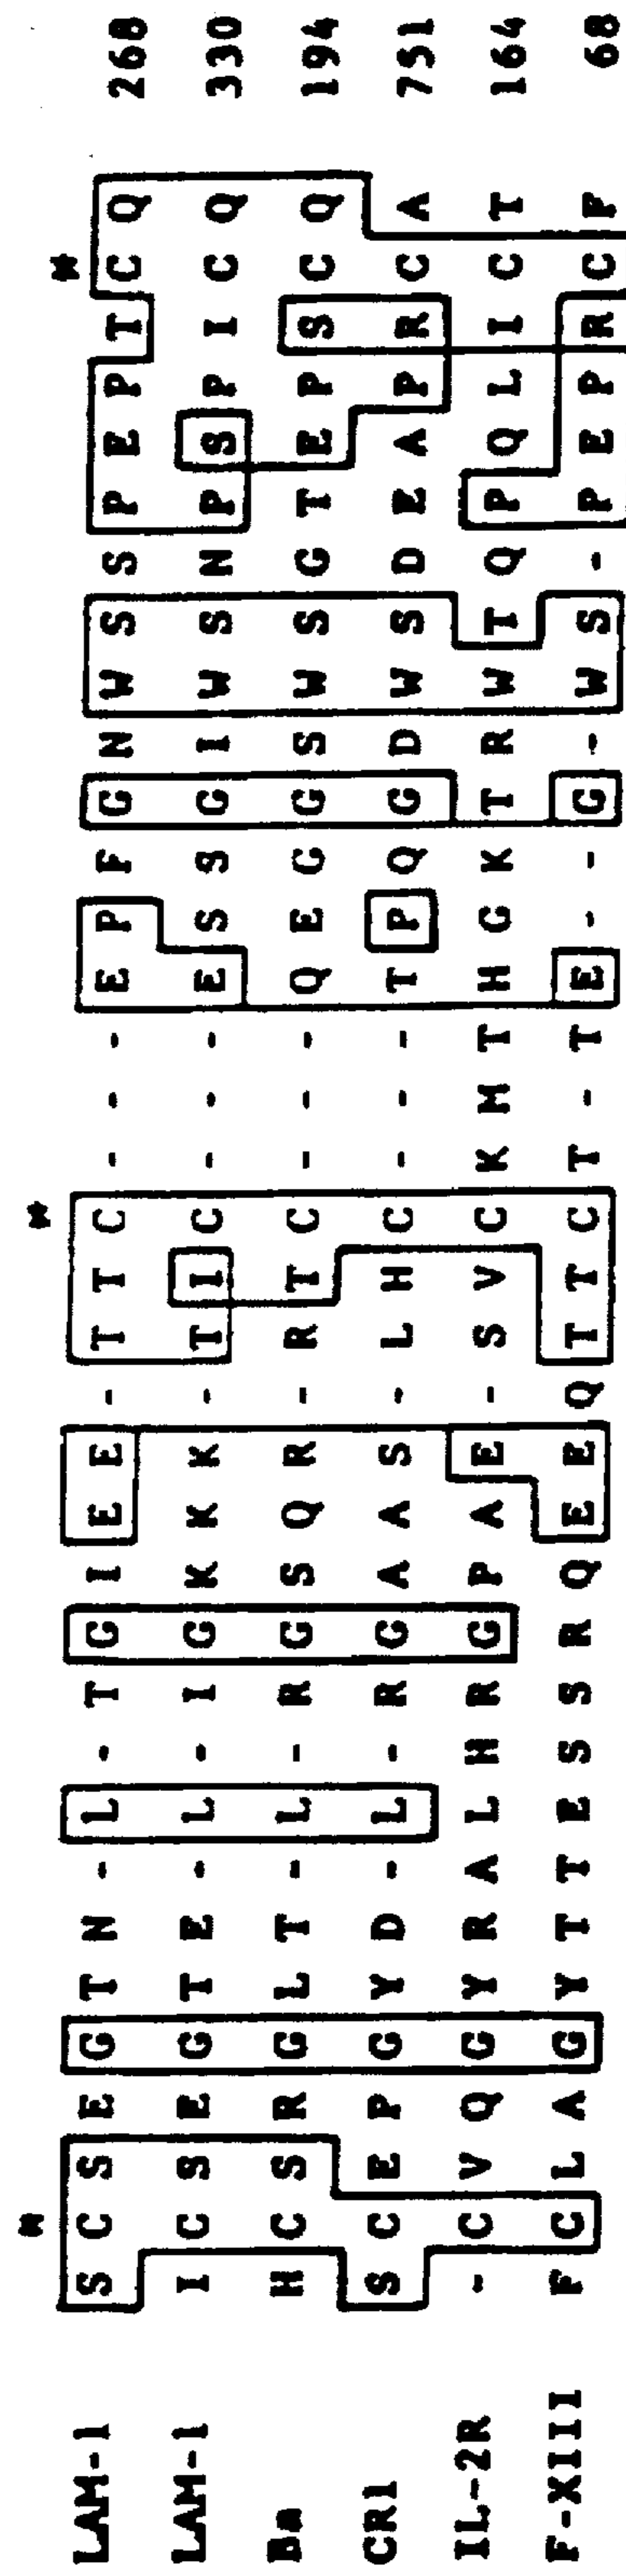 * * *
LAM-1 S C S E G T N - L - T G I E E - T T C - - - E P F G N W S S P E P T C Q 268
LAM-1 I C S E G T E - L - I G K K K - T I C - - - E S S G I W S N P S P I C Q 330
Ba H C S R G L T - L - R G S Q R - R T C - - - Q E G G S W S G T E P S C Q 194
CR1 S C E P G Y D - L - R G A A S - L H C - - - T P Q G D W S D E A P R C A 751
IL-2R - C V Q G Y R A L H R G P A E - S V C K M T H G K T R W T Q P Q L I C T 164
F-XIII F C L A G Y T T E S S R Q E E Q T T C T - T E - - G - W S - P E P R C F 68